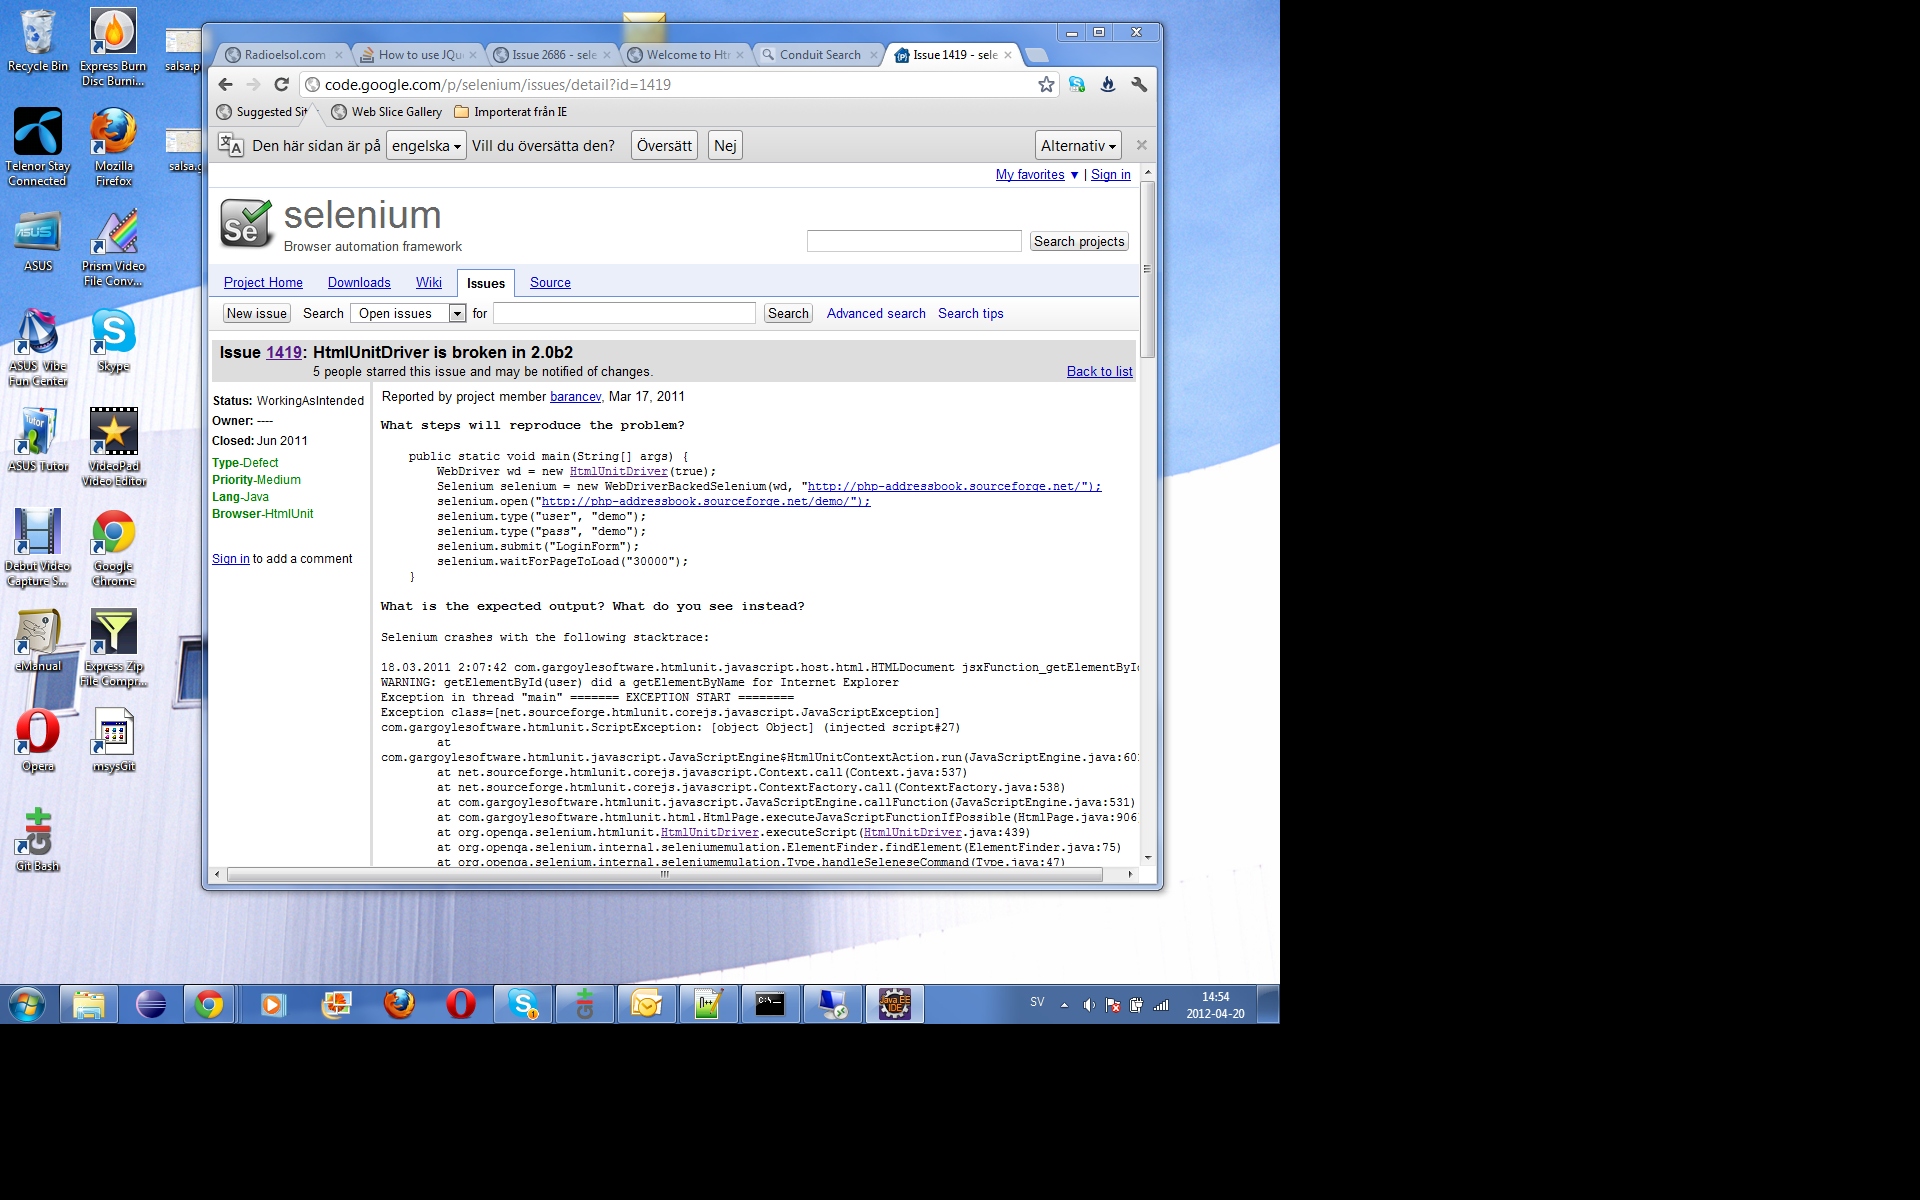 Recycle Bin
Express Burn
Disc Burni...
salsa.p
Telenor Stay
Connected
Mozilla
Firefox
salsa.g
ASUS
Prism Video
File Conv...
ASUS Vibe
Fun Center
Skype
ASUS Tutor
VideoPad
Video Editor
Debut Video
Capture S...
Google
Chrome
eManual
Express Zip
File Compr...
Opera
msysGit
Git Bash
Radioelsol.com
How to use JQu
Issue 2686 - sele
Welcome to Htm
Conduit Search
Issue 1419 - sele
code.google.com/p/selenium/issues/detail?id=1419
Suggested Sit
Web Slice Gallery
Importerat från IE
Den här sidan är på engelska Vill du översätta den? Översätt Nej Alternativ
My favorites ▼ | Sign in
Se
selenium
Browser automation framework
Search projects
Project Home Downloads Wiki Issues Source
New issue Search Open issues for Search Advanced search Search tips
Issue 1419: HtmlUnitDriver is broken in 2.0b2
5 people starred this issue and may be notified of changes.
Back to list
Status: WorkingAsIntended
Owner: ----
Closed: Jun 2011
Type-Defect
Priority-Medium
Lang-Java
Browser-HtmlUnit
Sign in to add a comment
Reported by project member barancev, Mar 17, 2011
What steps will reproduce the problem?
public static void main(String[] args) {
WebDriver wd = new HtmlUnitDriver(true);
Selenium selenium = new WebDriverBackedSelenium(wd, "http://php-addressbook.sourceforge.net/");
selenium.open("http://php-addressbook.sourceforge.net/demo/");
selenium.type("user", "demo");
selenium.type("pass", "demo");
selenium.submit("LoginForm");
selenium.waitForPageToLoad("30000");
}
What is the expected output? What do you see instead?
Selenium crashes with the following stacktrace:
18.03.2011 2:07:42 com.gargoylesoftware.htmlunit.javascript.host.html.HTMLDocument jsxFunction_getElementById
WARNING: getElementById(user) did a getElementByName for Internet Explorer
Exception in thread "main" ======= EXCEPTION START ========
Exception class=[net.sourceforge.htmlunit.corejs.javascript.JavaScriptException]
com.gargoylesoftware.htmlunit.ScriptException: [object Object] (injected script#27)
at
com.gargoylesoftware.htmlunit.javascript.JavaScriptEngine$HtmlUnitContextAction.run(JavaScriptEngine.java:601
at net.sourceforge.htmlunit.corejs.javascript.Context.call(Context.java:537)
at net.sourceforge.htmlunit.corejs.javascript.ContextFactory.call(ContextFactory.java:538)
at com.gargoylesoftware.htmlunit.javascript.JavaScriptEngine.callFunction(JavaScriptEngine.java:531)
at com.gargoylesoftware.htmlunit.html.HtmlPage.executeJavaScriptFunctionIfPossible(HtmlPage.java:906
at org.openqa.selenium.htmlunit.HtmlUnitDriver.executeScript(HtmlUnitDriver.java:439)
at org.openqa.selenium.internal.seleniumemulation.ElementFinder.findElement(ElementFinder.java:75)
at org.openqa.selenium.internal.seleniumemulation.Type.handleSeleneseCommand(Type.java:47)
Java EE
IDE
SV
14:54
2012-04-20